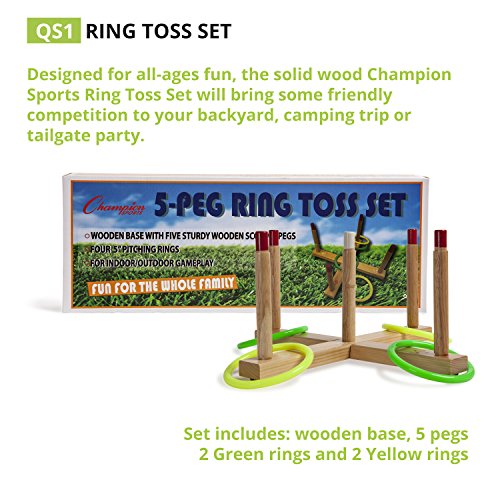 QS1 RING TOSS SET
Designed for all-ages fun, the solid wood Champion
Sports Ring Toss Set will bring some friendly
competition to your backyard, camping trip or
tailgate party.
Champion
SPORTS
5-PEG RING TOSS SET
WOODEN BASE WITH FIVE STURDY WOODEN PEGS
FOUR 5" PITCHING RINGS
FOR INDOOR/OUTDOOR GAMEPLAY
FUN FOR THE WHOLE FAMILY
Set includes: wooden base, 5 pegs
2 Green rings and 2 Yellow rings